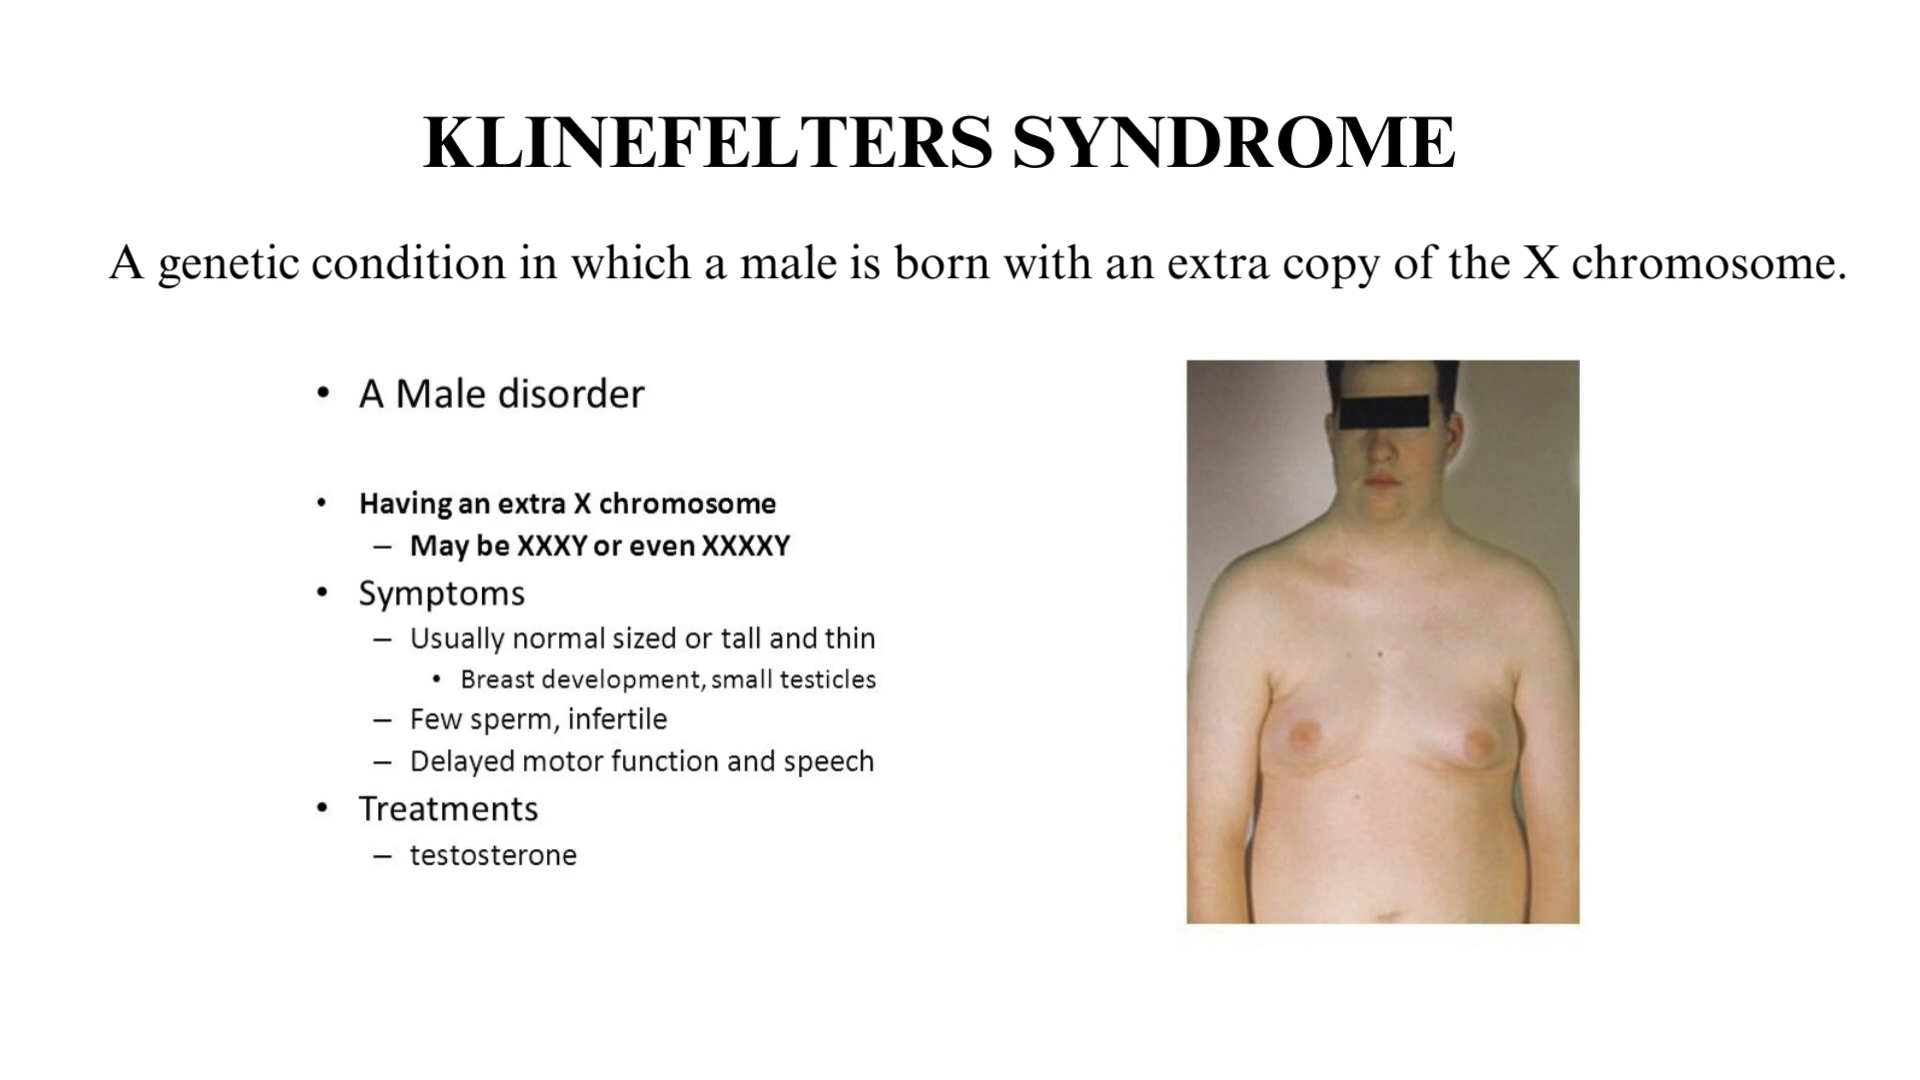 KLINEFELTERS SYNDROME
A genetic condition in which a male is born with an extra copy of the X chromosome.
• A Male disorder
• Having an extra X chromosome
– May be XXXY or even XXXXY
• Symptoms
– Usually normal sized or tall and thin
• Breast development, small testicles
– Few sperm, infertile
– Delayed motor function and speech
• Treatments
– testosterone